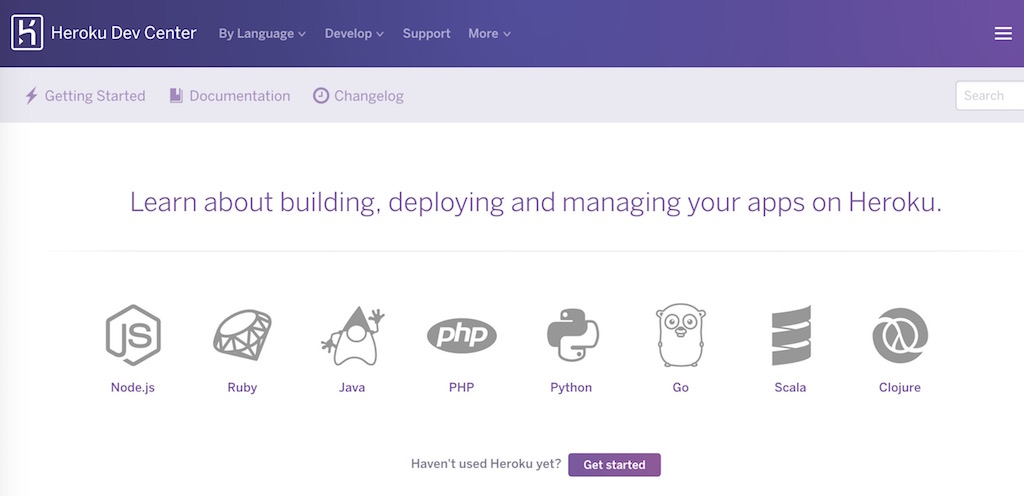 Heroku Dev Center By Language Develop Support More
Getting Started Documentation Changelog Search
Learn about building, deploying and managing your apps on Heroku.
JS php
Node.js Ruby Java PHP Python Go Scala Clojure
Haven't used Heroku yet? Get started